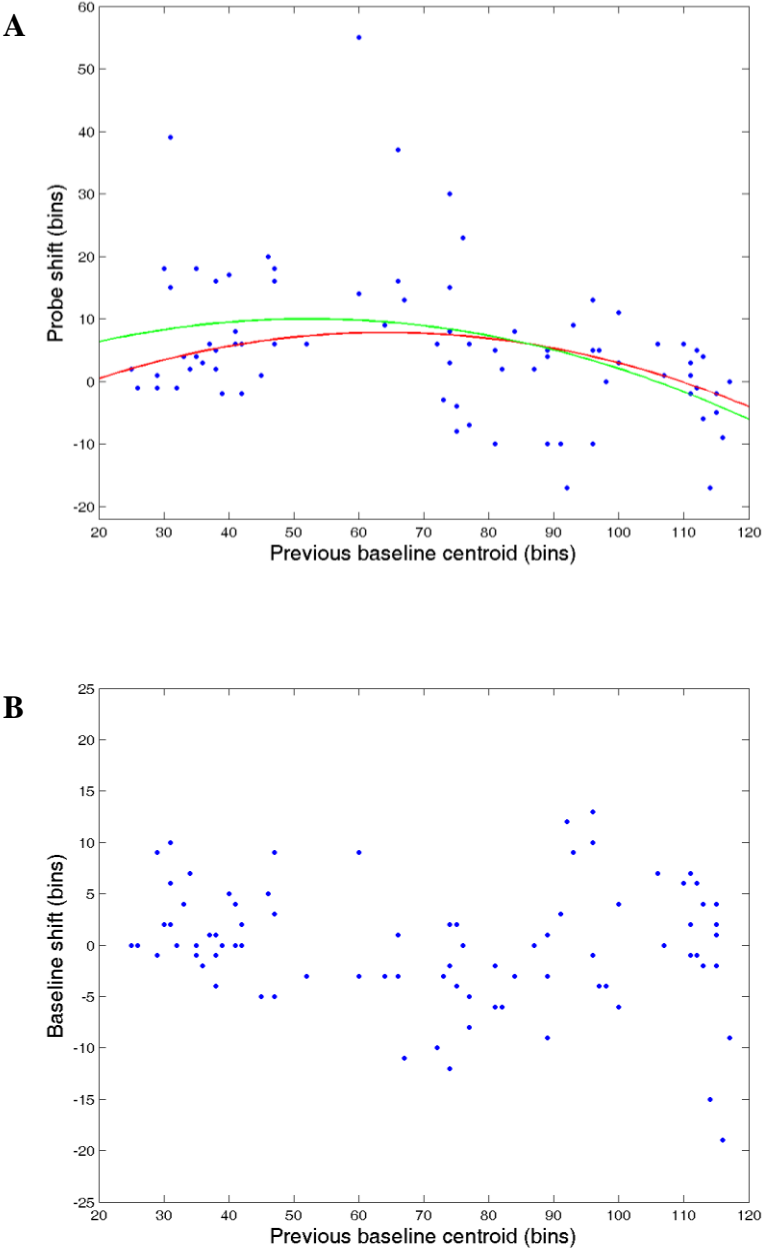 A
60
50
40
30
20
10
0
-10
-20
Probe shift (bins)
20 30 40 50 60 70 80 90 100 110 120
Previous baseline centroid (bins)
B
25
20
15
10
5
0
-5
-10
-15
-20
-25
Baseline shift (bins)
20 30 40 50 60 70 80 90 100 110 120
Previous baseline centroid (bins)